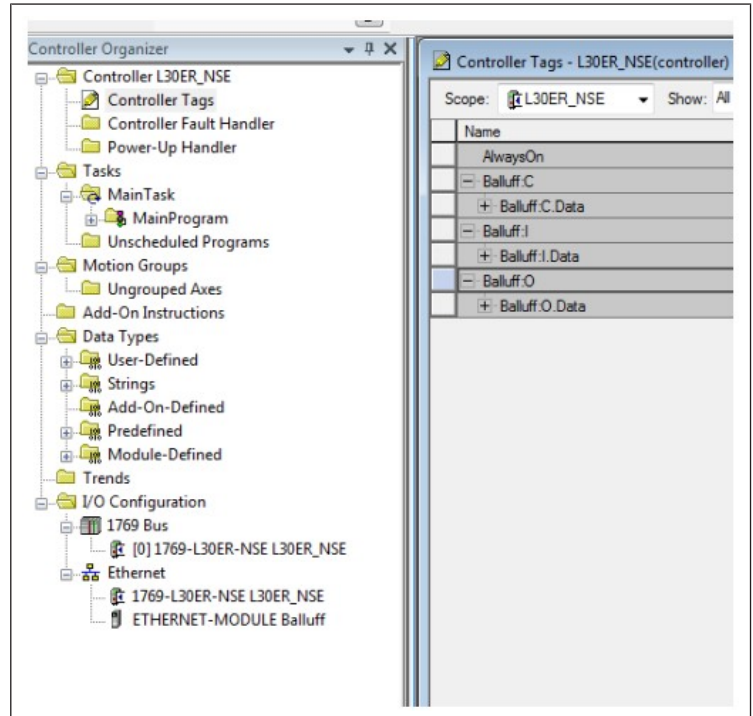 Controller Organizer
Controller L30ER_NSE
Controller Tags
Controller Fault Handler
Power-Up Handler
Tasks
MainTask
MainProgram
Unscheduled Programs
Motion Groups
Ungrouped Axes
Add-On Instructions
Data Types
User-Defined
Strings
Add-On-Defined
Predefined
Module-Defined
Trends
I/O Configuration
1769 Bus
[0] 1769-L30ER-NSE L30ER_NSE
Ethernet
1769-L30ER-NSE L30ER_NSE
ETHERNET-MODULE Balluff
Controller Tags - L30ER_NSE(controller)
Scope: L30ER_NSE Show: All
Name
AlwaysOn
Balluff:C
Balluff:C.Data
Balluff:I
Balluff:I.Data
Balluff:O
Balluff:O.Data